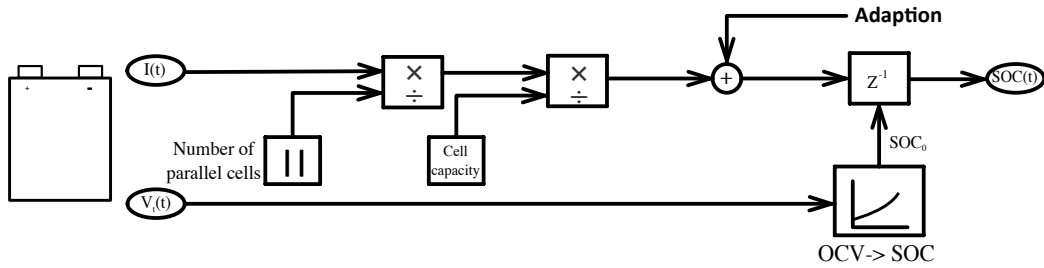 Adaption
I(t)
×
÷
×
÷
+
Z⁻¹
SOC(t)
+
-
Number of
parallel cells
Cell
capacity
SOC₀
Vₜ(t)
OCV-> SOC